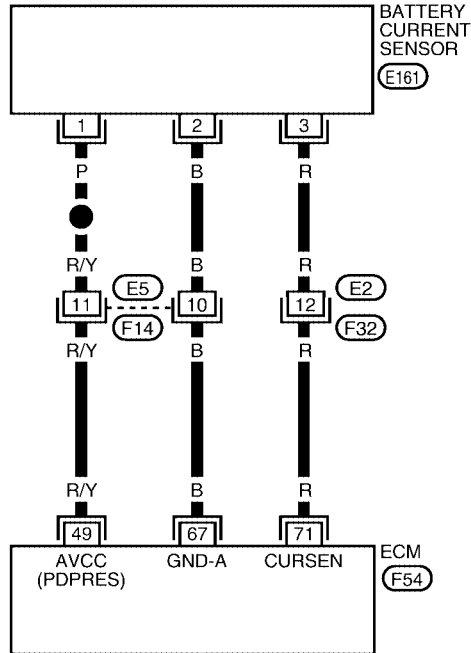 BATTERY
CURRENT
SENSOR
E161
1 2 3
P B R
R/Y B R
11 E5 10 12 E2
F14 F32
R/Y B R
R/Y B R
49 67 71
AVCC GND-A CURSEN ECM
(PDPRES) F54